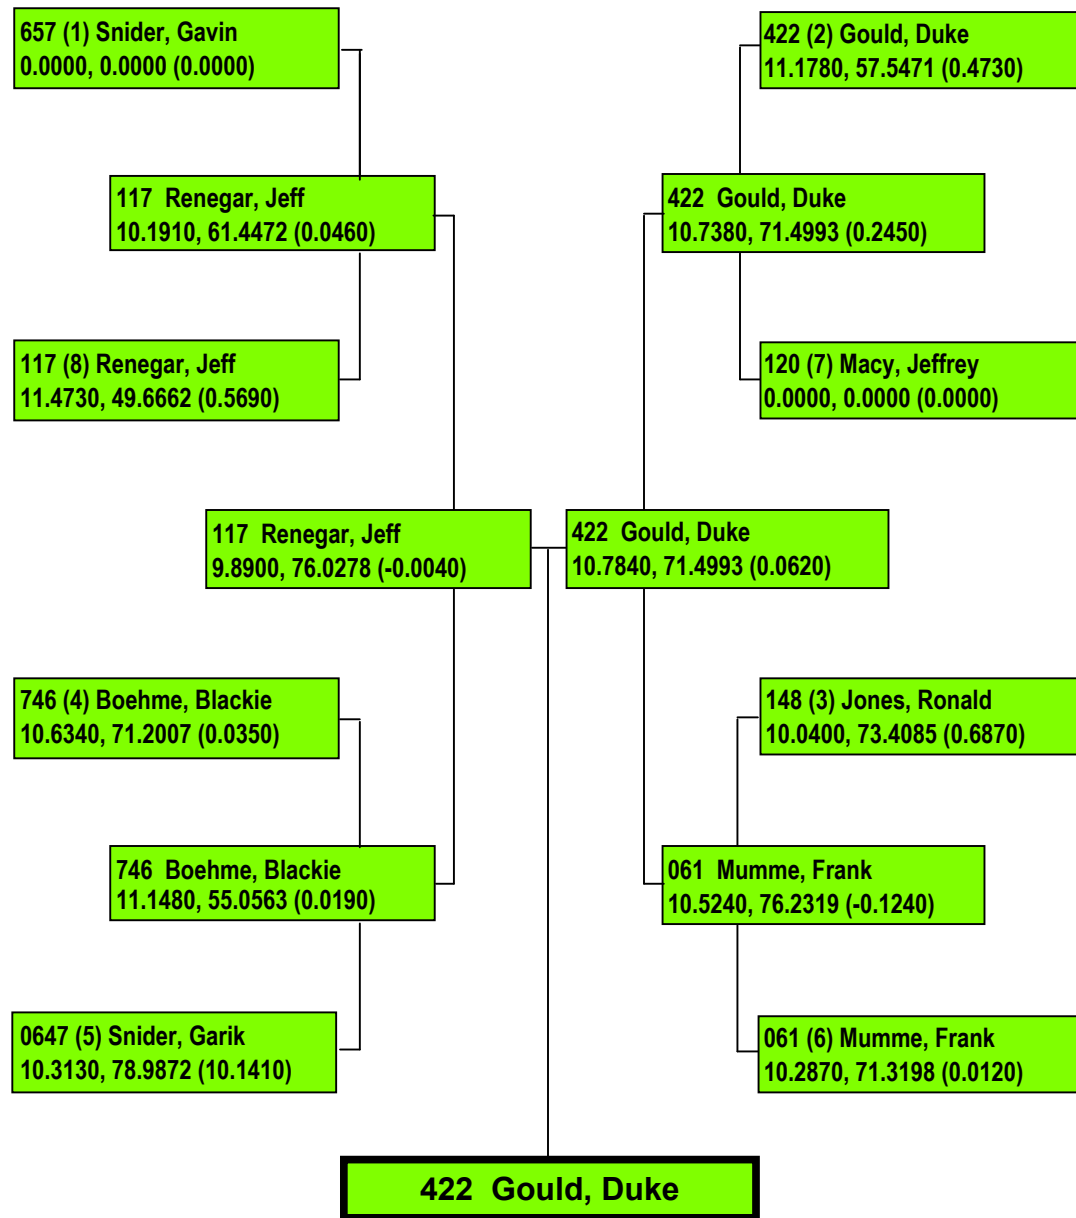 657 (1) Snider, Gavin
0.0000, 0.0000 (0.0000)
422 (2) Gould, Duke
11.1780, 57.5471 (0.4730)
117 Renegar, Jeff
10.1910, 61.4472 (0.0460)
422 Gould, Duke
10.7380, 71.4993 (0.2450)
117 (8) Renegar, Jeff
11.4730, 49.6662 (0.5690)
120 (7) Macy, Jeffrey
0.0000, 0.0000 (0.0000)
117 Renegar, Jeff
9.8900, 76.0278 (-0.0040)
422 Gould, Duke
10.7840, 71.4993 (0.0620)
746 (4) Boehme, Blackie
10.6340, 71.2007 (0.0350)
148 (3) Jones, Ronald
10.0400, 73.4085 (0.6870)
746 Boehme, Blackie
11.1480, 55.0563 (0.0190)
061 Mumme, Frank
10.5240, 76.2319 (-0.1240)
0647 (5) Snider, Garik
10.3130, 78.9872 (10.1410)
061 (6) Mumme, Frank
10.2870, 71.3198 (0.0120)
422 Gould, Duke